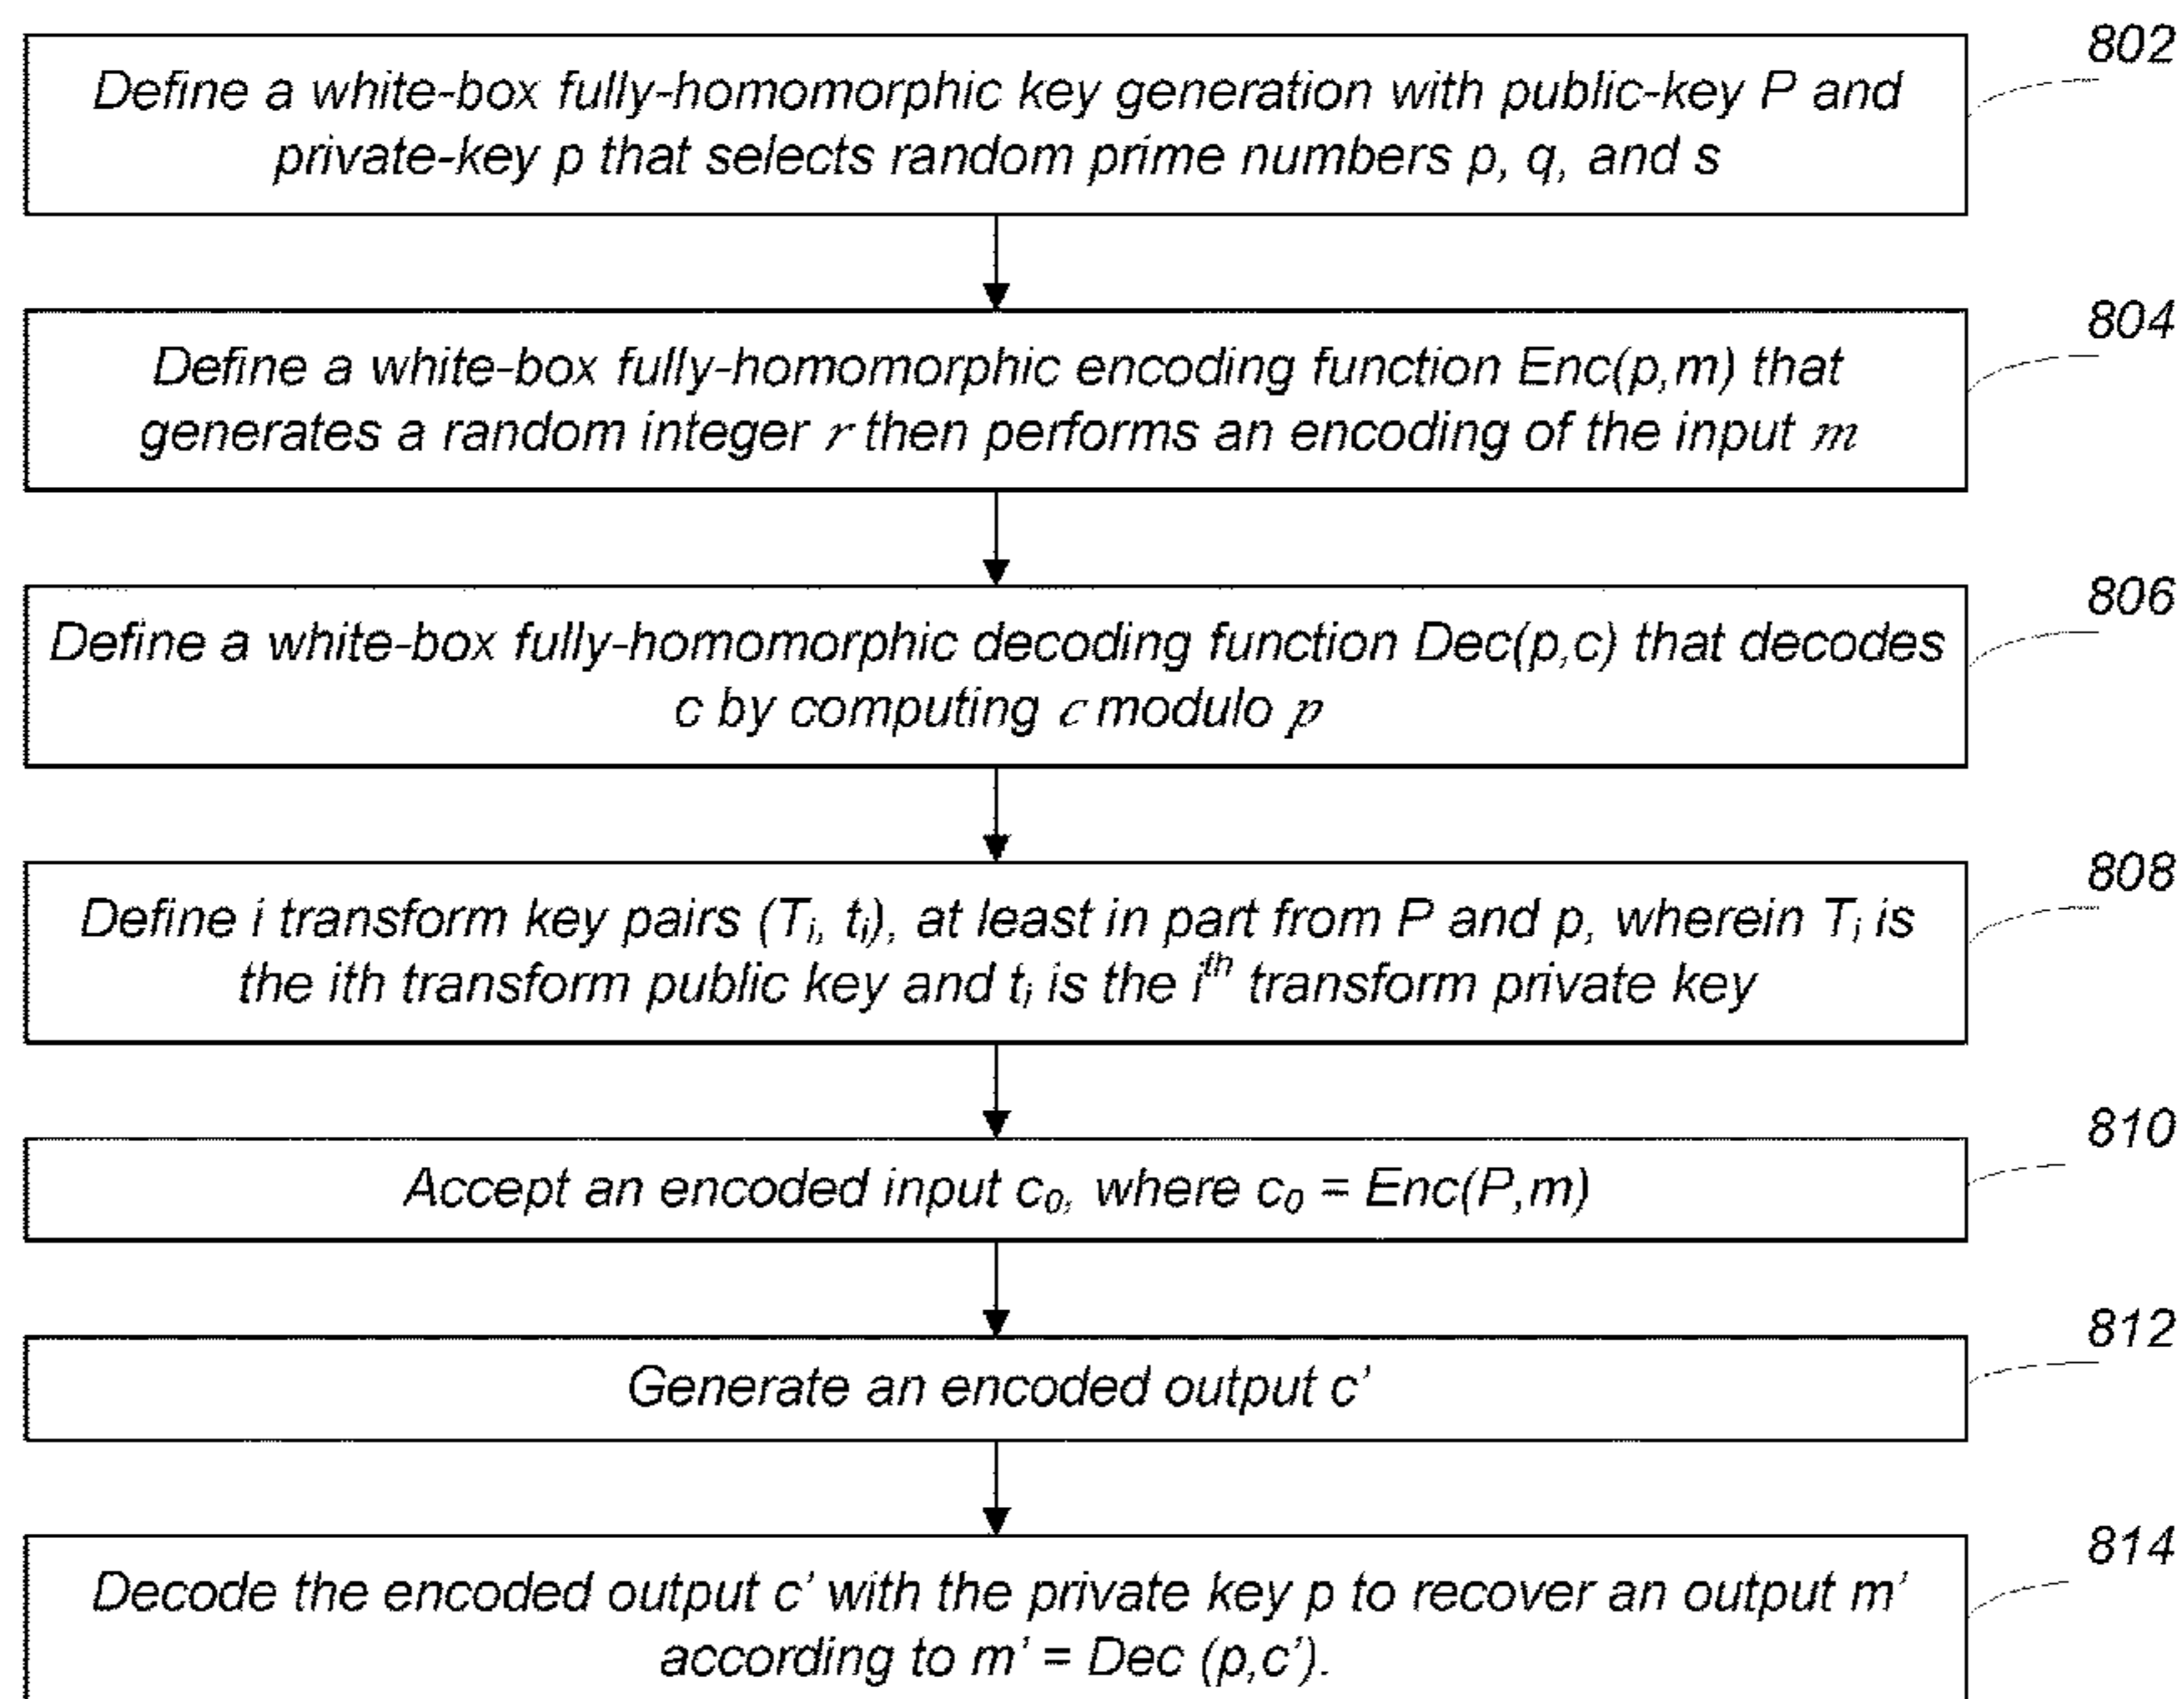 802
Define a white-box fully-homomorphic key generation with public-key P and
private-key p that selects random prime numbers p, q, and s
804
Define a white-box fully-homomorphic encoding function Enc(p,m) that
generates a random integer r then performs an encoding of the input m
806
Define a white-box fully-homomorphic decoding function Dec(p,c) that decodes
c by computing c modulo p
808
Define i transform key pairs (Tᵢ, tᵢ), at least in part from P and p, wherein Tᵢ is
the ith transform public key and tᵢ is the iᵗʰ transform private key
810
Accept an encoded input c₀, where c₀ = Enc(P,m)
812
Generate an encoded output c’
814
Decode the encoded output c’ with the private key p to recover an output m’
according to m’ = Dec (p,c’).